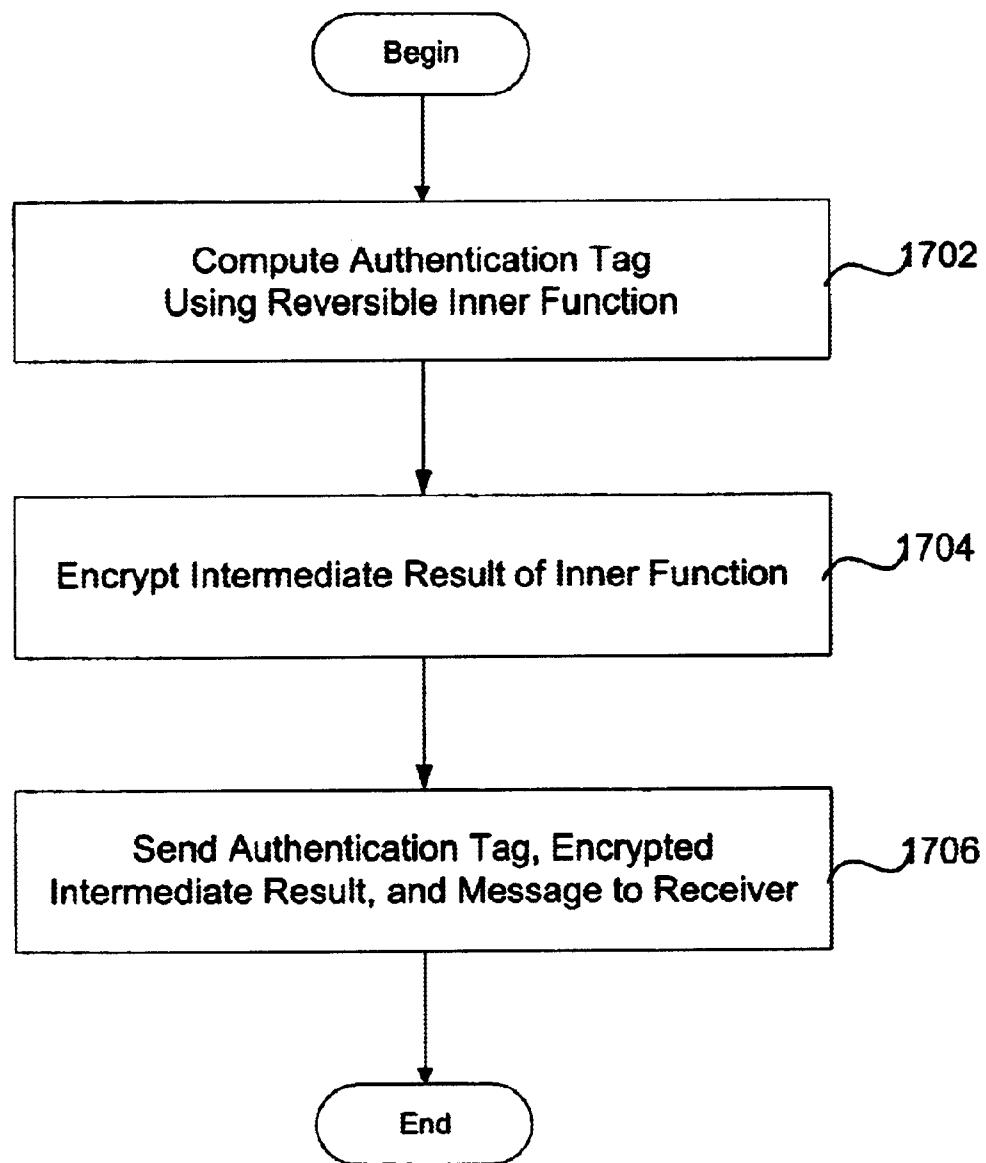 Begin
Compute Authentication Tag
Using Reversible Inner Function
1702
Encrypt Intermediate Result of Inner Function
1704
Send Authentication Tag, Encrypted
Intermediate Result, and Message to Receiver
1706
End